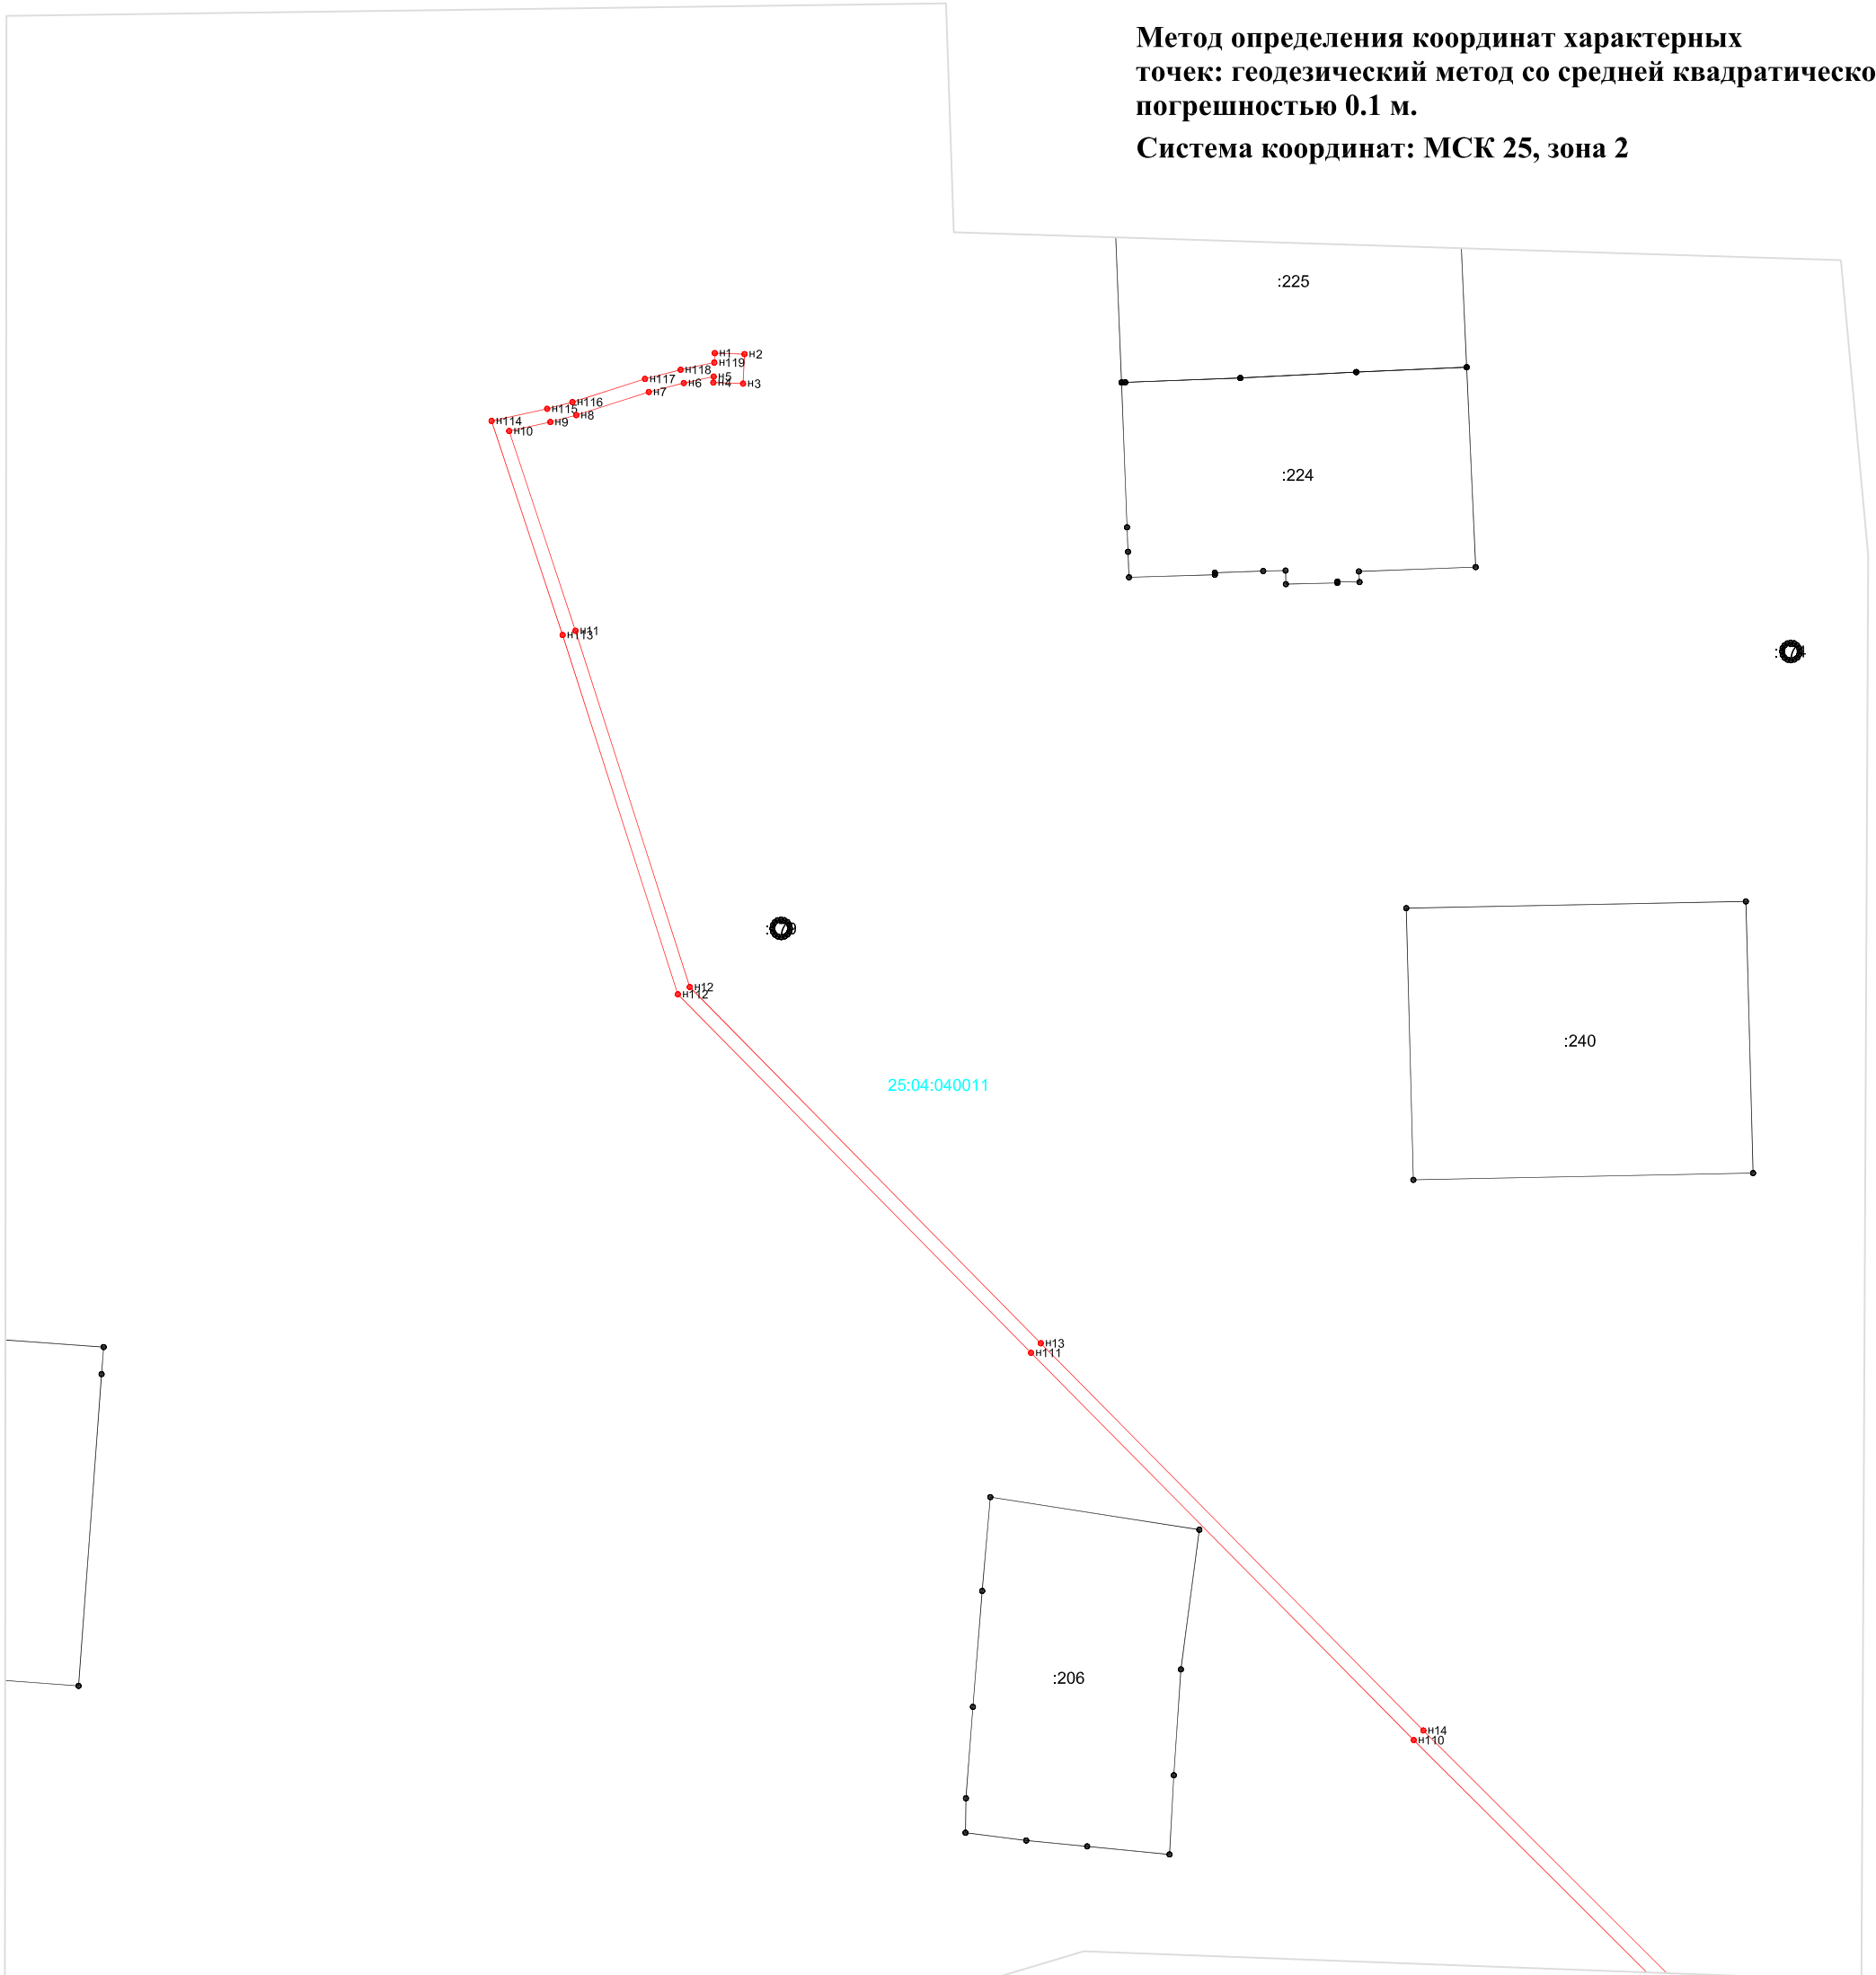 Метод определения координат характерных
точек: геодезический метод со средней квадратическо
погрешностью 0.1 м.
Система координат: МСК 25, зона 2
:225
н1
н2
н119
н118
н5
н117
н6
н4
н3
н7
н116
н115
н8
н114
н9
н10
:224
н11
н113
н12
н112
:240
25:04:040011
н13
н111
:206
н14
н110